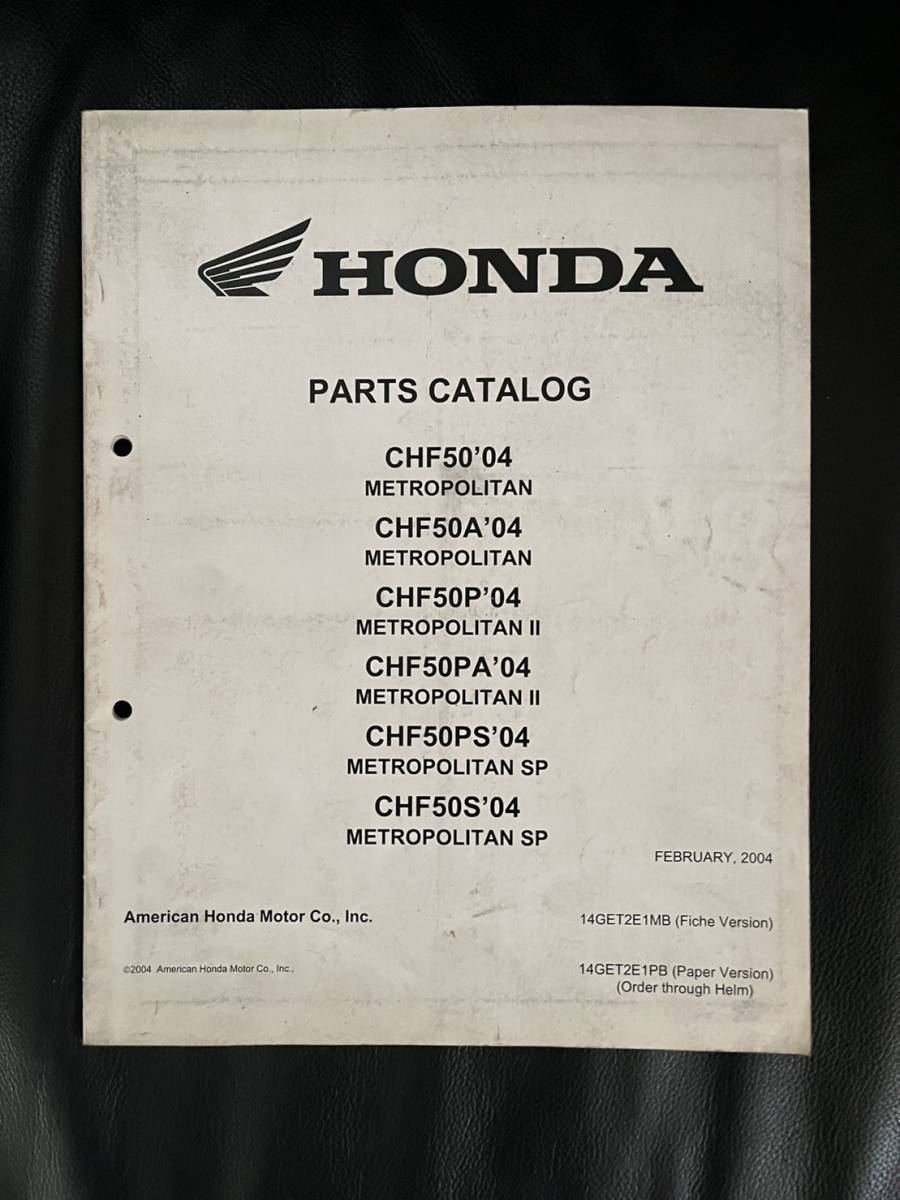 HONDA
PARTS CATALOG
CHF50’04
METROPOLITAN
CHF50A’04
METROPOLITAN
CHF50P’04
METROPOLITAN II
CHF50PA’04
METROPOLITAN II
CHF50PS’04
METROPOLITAN SP
CHF50S’04
METROPOLITAN SP
FEBRUARY, 2004
American Honda Motor Co., Inc.
14GET2E1MB (Fiche Version)
©2004 American Honda Motor Co., Inc.,
14GET2E1PB (Paper Version)
(Order through Helm)